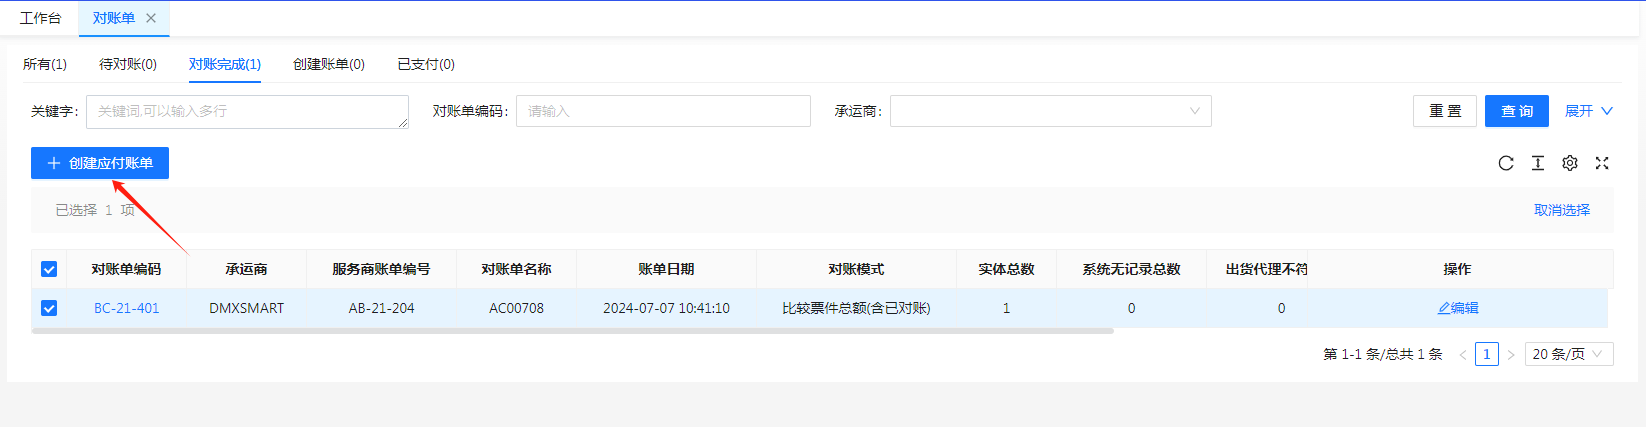 工作台 对账单
所有(1) 待对账(0) 对账完成(1) 创建账单(0) 已支付(0)
关键字: 关键词,可以输入多行 对账单编码: 请输入 承运商: 重 置 查 询 展开
创建应付账单
已选择 1 项 取消选择
对账单编码 承运商 服务商账单编号 对账单名称 账单日期 对账模式 实体总数 系统无记录总数 出货代理不符 操作
BC-21-401 DMXSMART AB-21-204 AC00708 2024-07-07 10:41:10 比较票件总额(含已对账) 1 0 0 编辑
第 1-1 条/总共 1 条 1 20 条/页